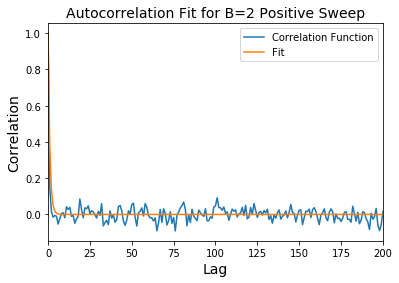 Autocorrelation Fit for B=2 Positive Sweep
Correlation Function
Fit
Correlation
1.0
0.8
0.6
0.4
0.2
0.0
0 25 50 75 100 125 150 175 200
Lag